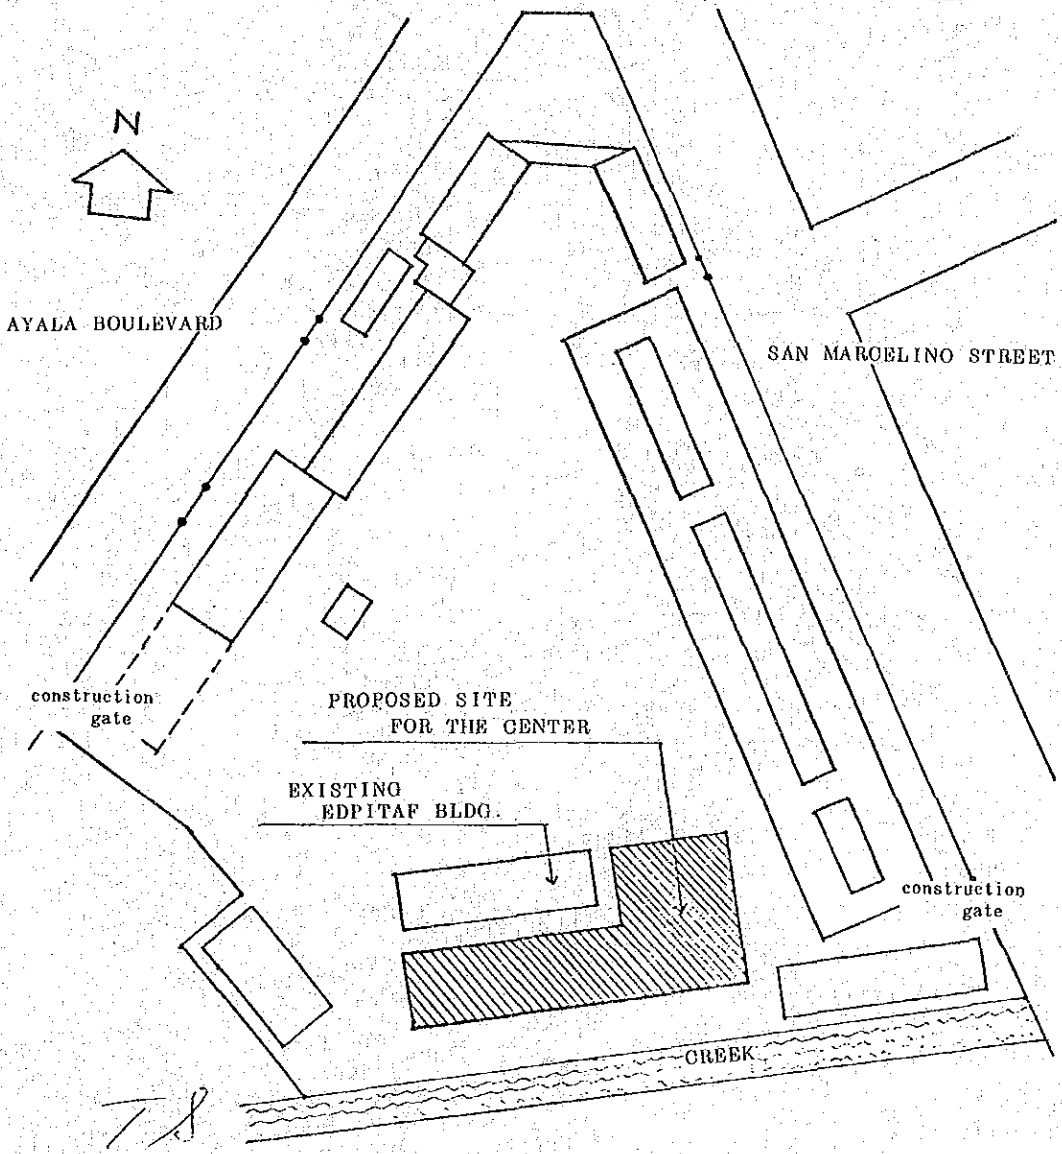 N
AYALA BOULEVARD
SAN MARCELINO STREET
construction
gate
PROPOSED SITE
FOR THE CENTER
EXISTING
EDPITAF BLDG.
construction
gate
CREEK